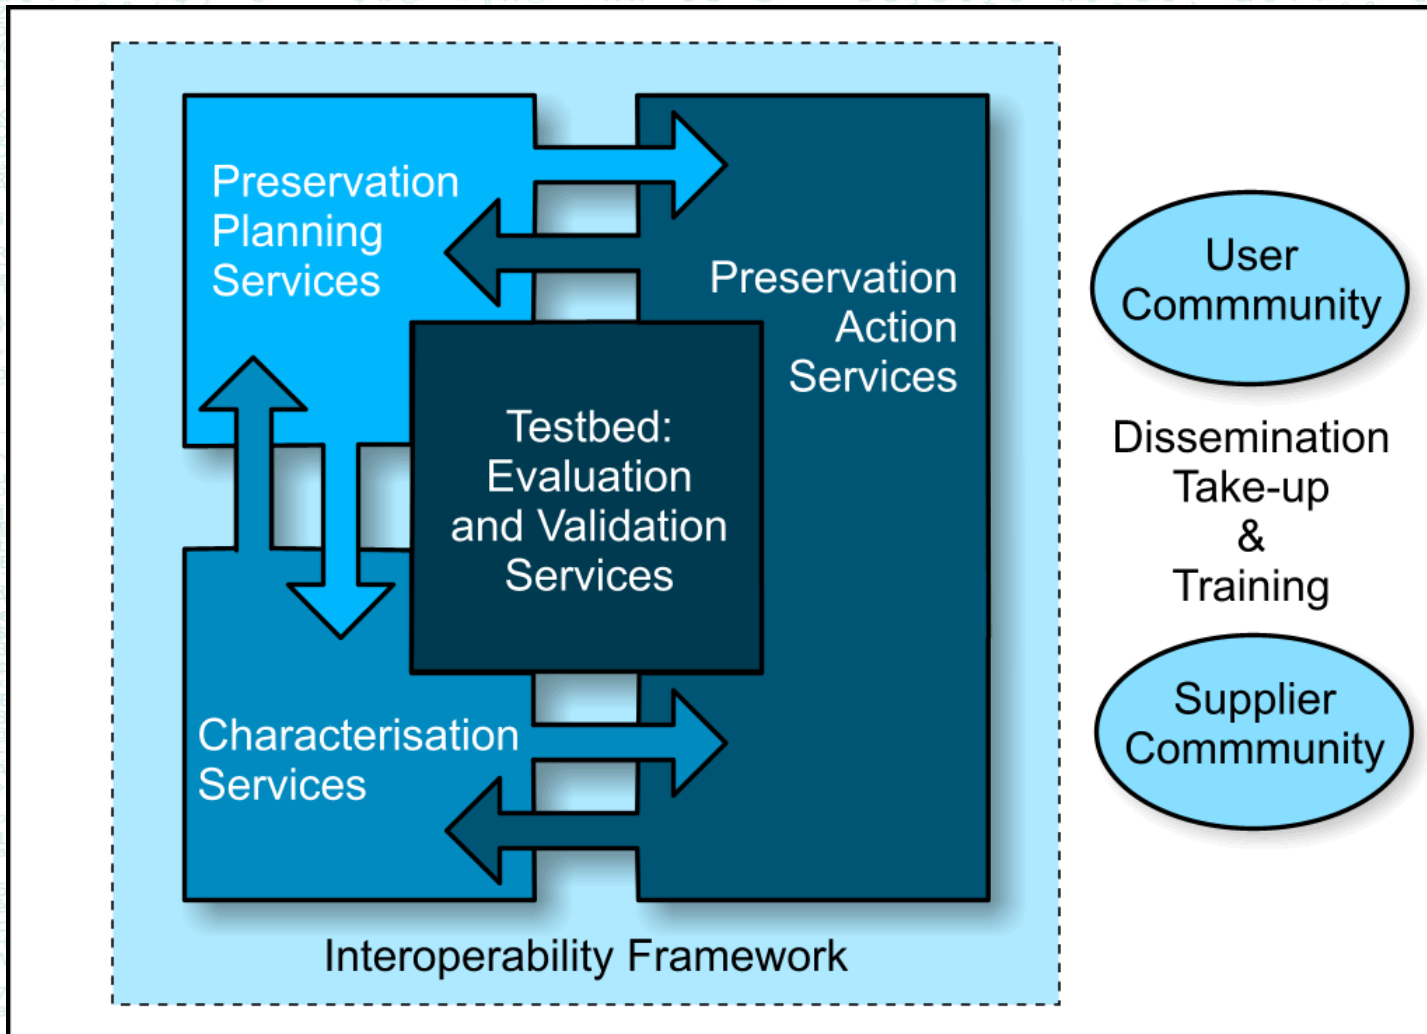 Preservation
Planning
Services
Preservation
Action
Services
Testbed:
Evaluation
and Validation
Services
Characterisation
Services
Interoperability Framework
User
Commmunity
Dissemination
Take-up
&
Training
Supplier
Commmunity